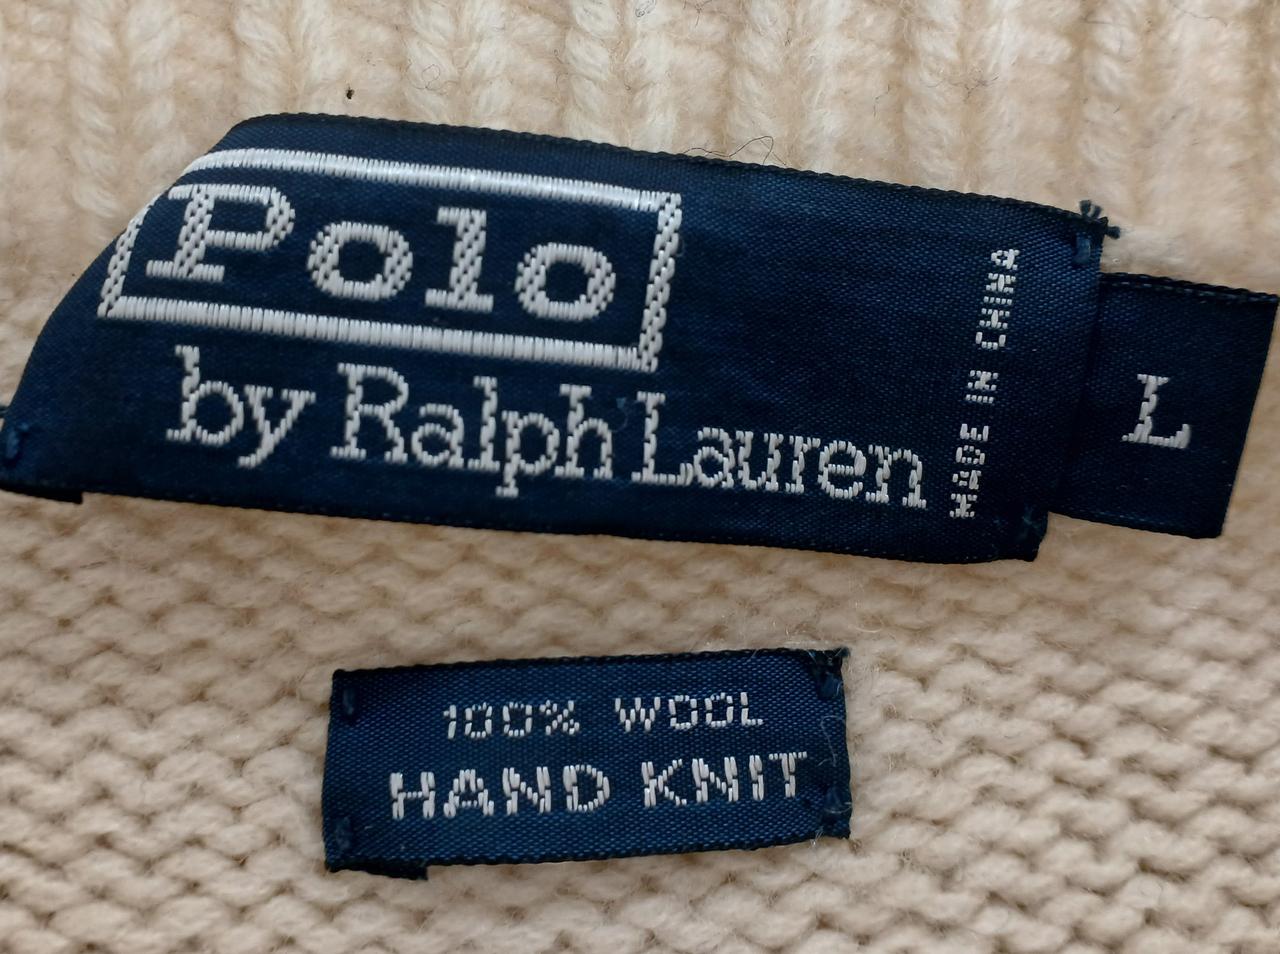 Polo
by Ralph Lauren
MADE IN CHINA
L
100% WOOL
HAND KNIT